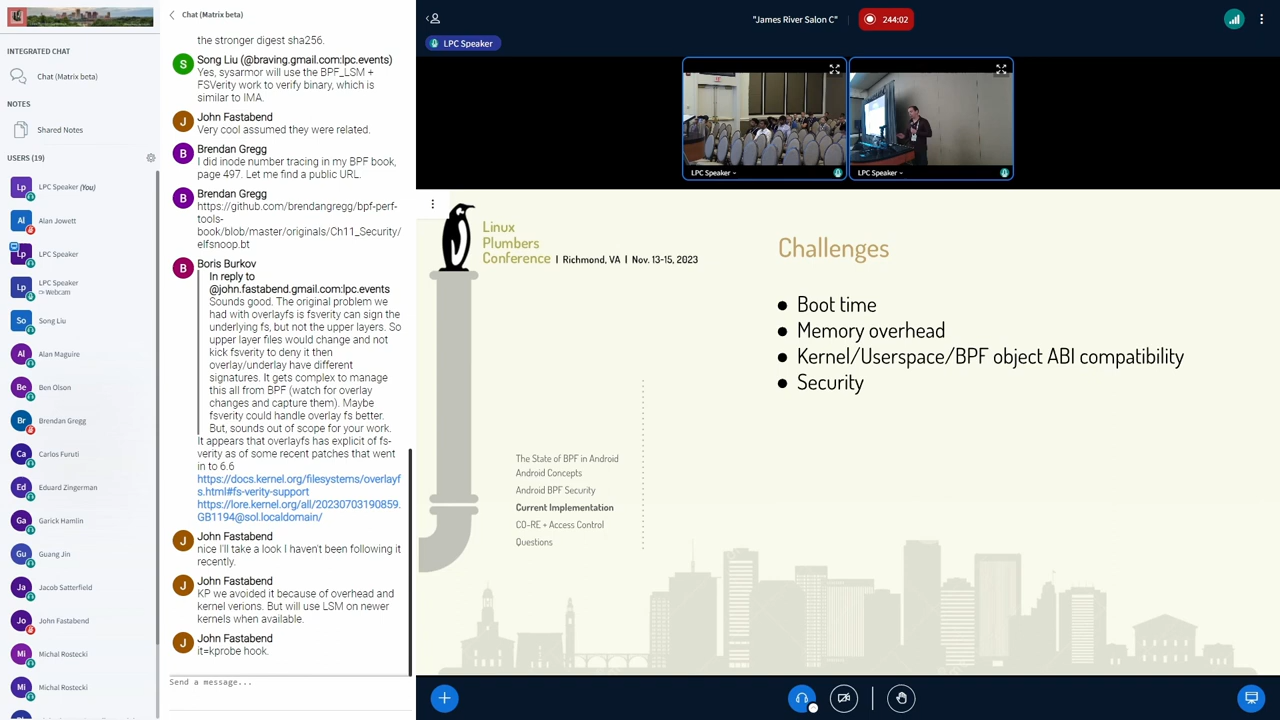 INTEGRATED CHAT
Chat (Matrix beta)
NOTES
Shared Notes
USERS (19)
Lp LPC Speaker (You)
Al Alan Jowett
Lp LPC Speaker
Lp LPC Speaker
Webcam
So Song Liu
Al Alan Maguire
Be Ben Olson
Br Brendan Gregg
Ca Carlos Furuti
Ed Eduard Zingerman
Ga Garick Hamlin
Gu Guang Jin
Ja Jacob Satterfield
Jo John Fastabend
Mi Michal Rostecki
Mi Michal Rostecki
Chat (Matrix beta)
the stronger digest sha256.
S Song Liu (@braving.gmail.com:lpc.events)
Yes, sysarmor will use the BPF_LSM +
FSVerity work to verify binary, which is
similar to IMA.
J John Fastabend
Very cool assumed they were related.
B Brendan Gregg
I did inode number tracing in my BPF book,
page 497. Let me find a public URL.
B Brendan Gregg
https://github.com/brendangregg/bpf-perf-
tools-
book/blob/master/originals/Ch11_Security/
elfsnoop.bt
B Boris Burkov
In reply to
@john.fastabend.gmail.com:lpc.events
Sounds good. The original problem we
had with overlayfs is fsverity can sign the
underlying fs, but not the upper layers. So
upper layer files would change and not
kick fsverity to deny it then
overlay/underlay have different
signatures. It gets complex to manage
this all from BPF (watch for overlay
changes and capture them). Maybe
fsverity could handle overlay fs better.
But, sounds out of scope for your work.
It appears that overlayfs has explicit of fs-
verity as of some recent patches that went
in to 6.6
https://docs.kernel.org/filesystems/overlayf
s.html#fs-verity-support
https://lore.kernel.org/all/20230703190859.
GB1194@sol.localdomain/
J John Fastabend
nice I'll take a look I haven't been following it
recently.
J John Fastabend
KP we avoided it because of overhead and
kernel verions. But will use LSM on newer
kernels when available.
J John Fastabend
it=kprobe hook.
Send a message...
"James River Salon C"
244:02
LPC Speaker
LPC Speaker
LPC Speaker
Linux
Plumbers
Conference | Richmond, VA | Nov. 13-15, 2023
Challenges
● Boot time
● Memory overhead
● Kernel/Userspace/BPF object ABI compatibility
● Security
The State of BPF in Android
Android Concepts
Android BPF Security
Current Implementation
CO-RE + Access Control
Questions